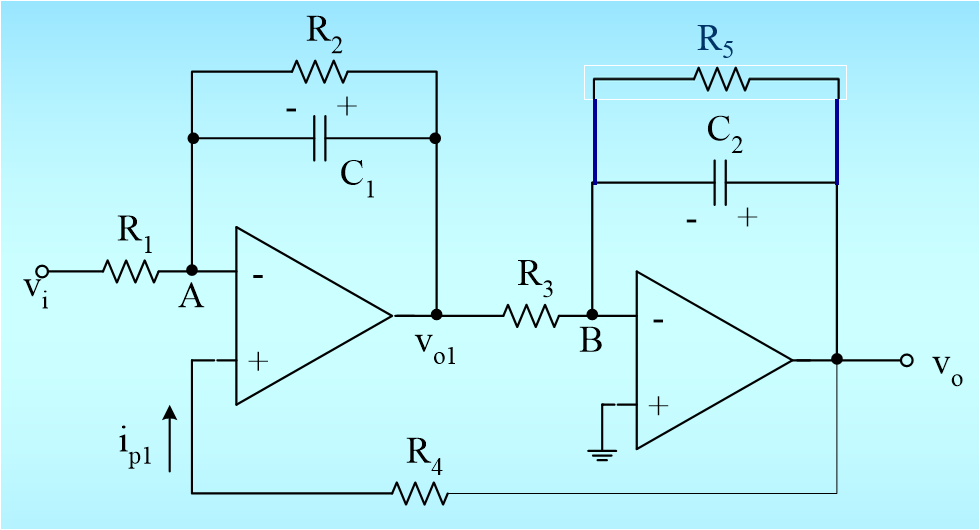 R2
R5
- +
C2
C1
- +
R1
-
vi
A
R3
-
+
vo1
B
vo
+
ip1
R4